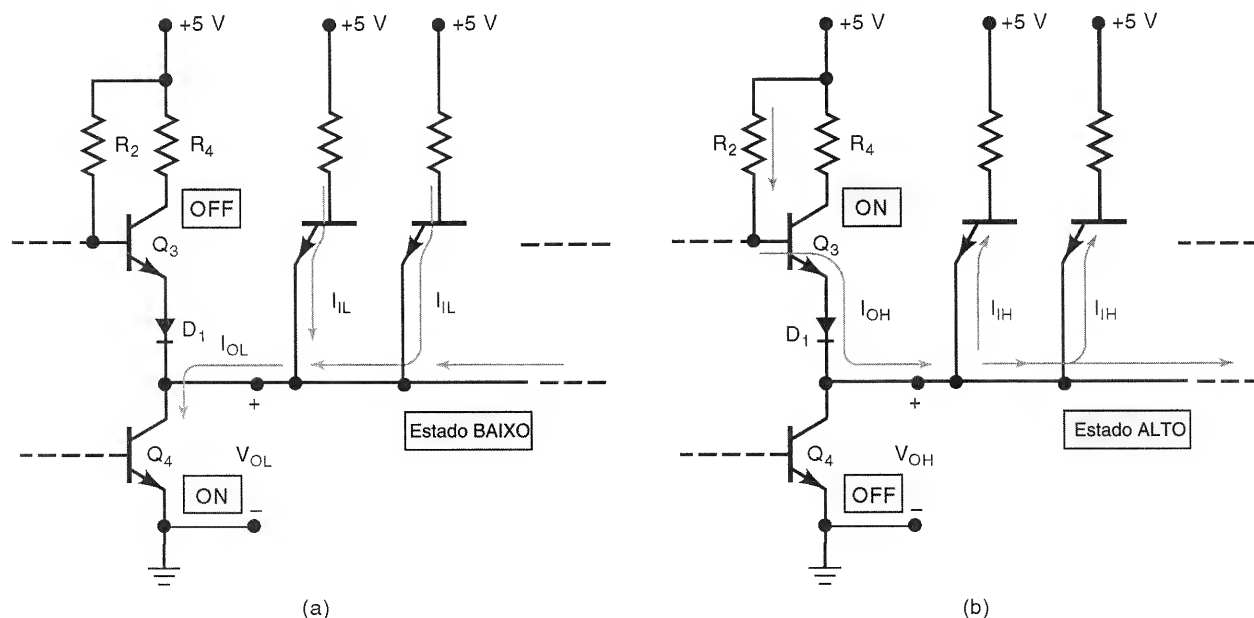 +5 V
+5 V
+5 V
R2
R4
OFF
Q3
D1
IIL
IIL
IOL
+
Estado BAIXO
Q4
VOL
ON
–
(a)
+5 V
+5 V
+5 V
R2
R4
ON
Q3
IOH
IIH
IIH
D1
+
Estado ALTO
Q4
VOH
OFF
–
(b)